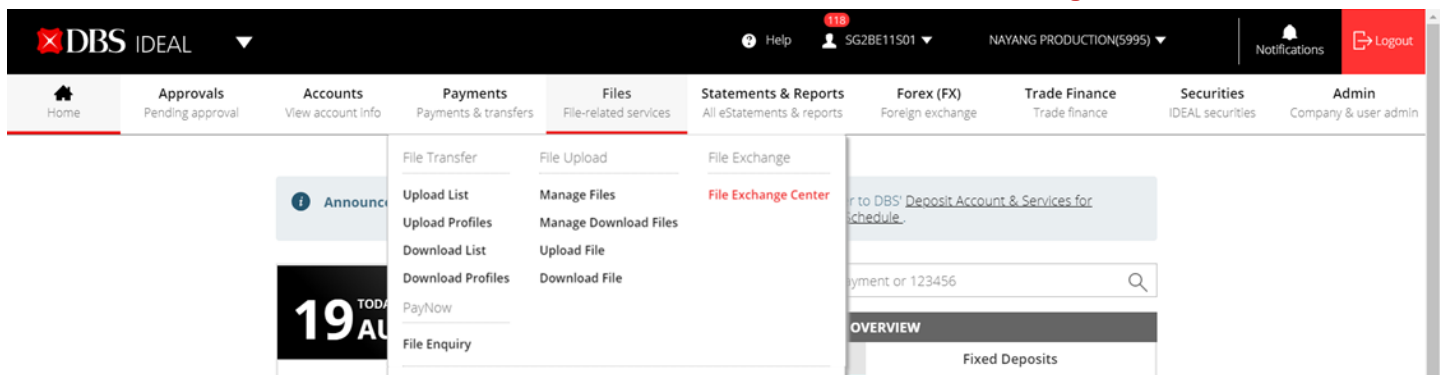 118
DBS IDEAL
Help
SG2BE11S01
NAYANG PRODUCTION(5995)
Notifications
Logout
Home
Approvals
Pending approval
Accounts
View account info
Payments
Payments & transfers
Files
File-related services
Statements & Reports
All eStatements & reports
Forex (FX)
Foreign exchange
Trade Finance
Trade finance
Securities
IDEAL securities
Admin
Company & user admin
File Transfer
Upload List
Upload Profiles
Download List
Download Profiles
PayNow
File Enquiry
File Upload
Manage Files
Manage Download Files
Upload File
Download File
File Exchange
File Exchange Center
to DBS' Deposit Account & Services for
Schedule .
or 123456
19
OVERVIEW
Fixed Deposits